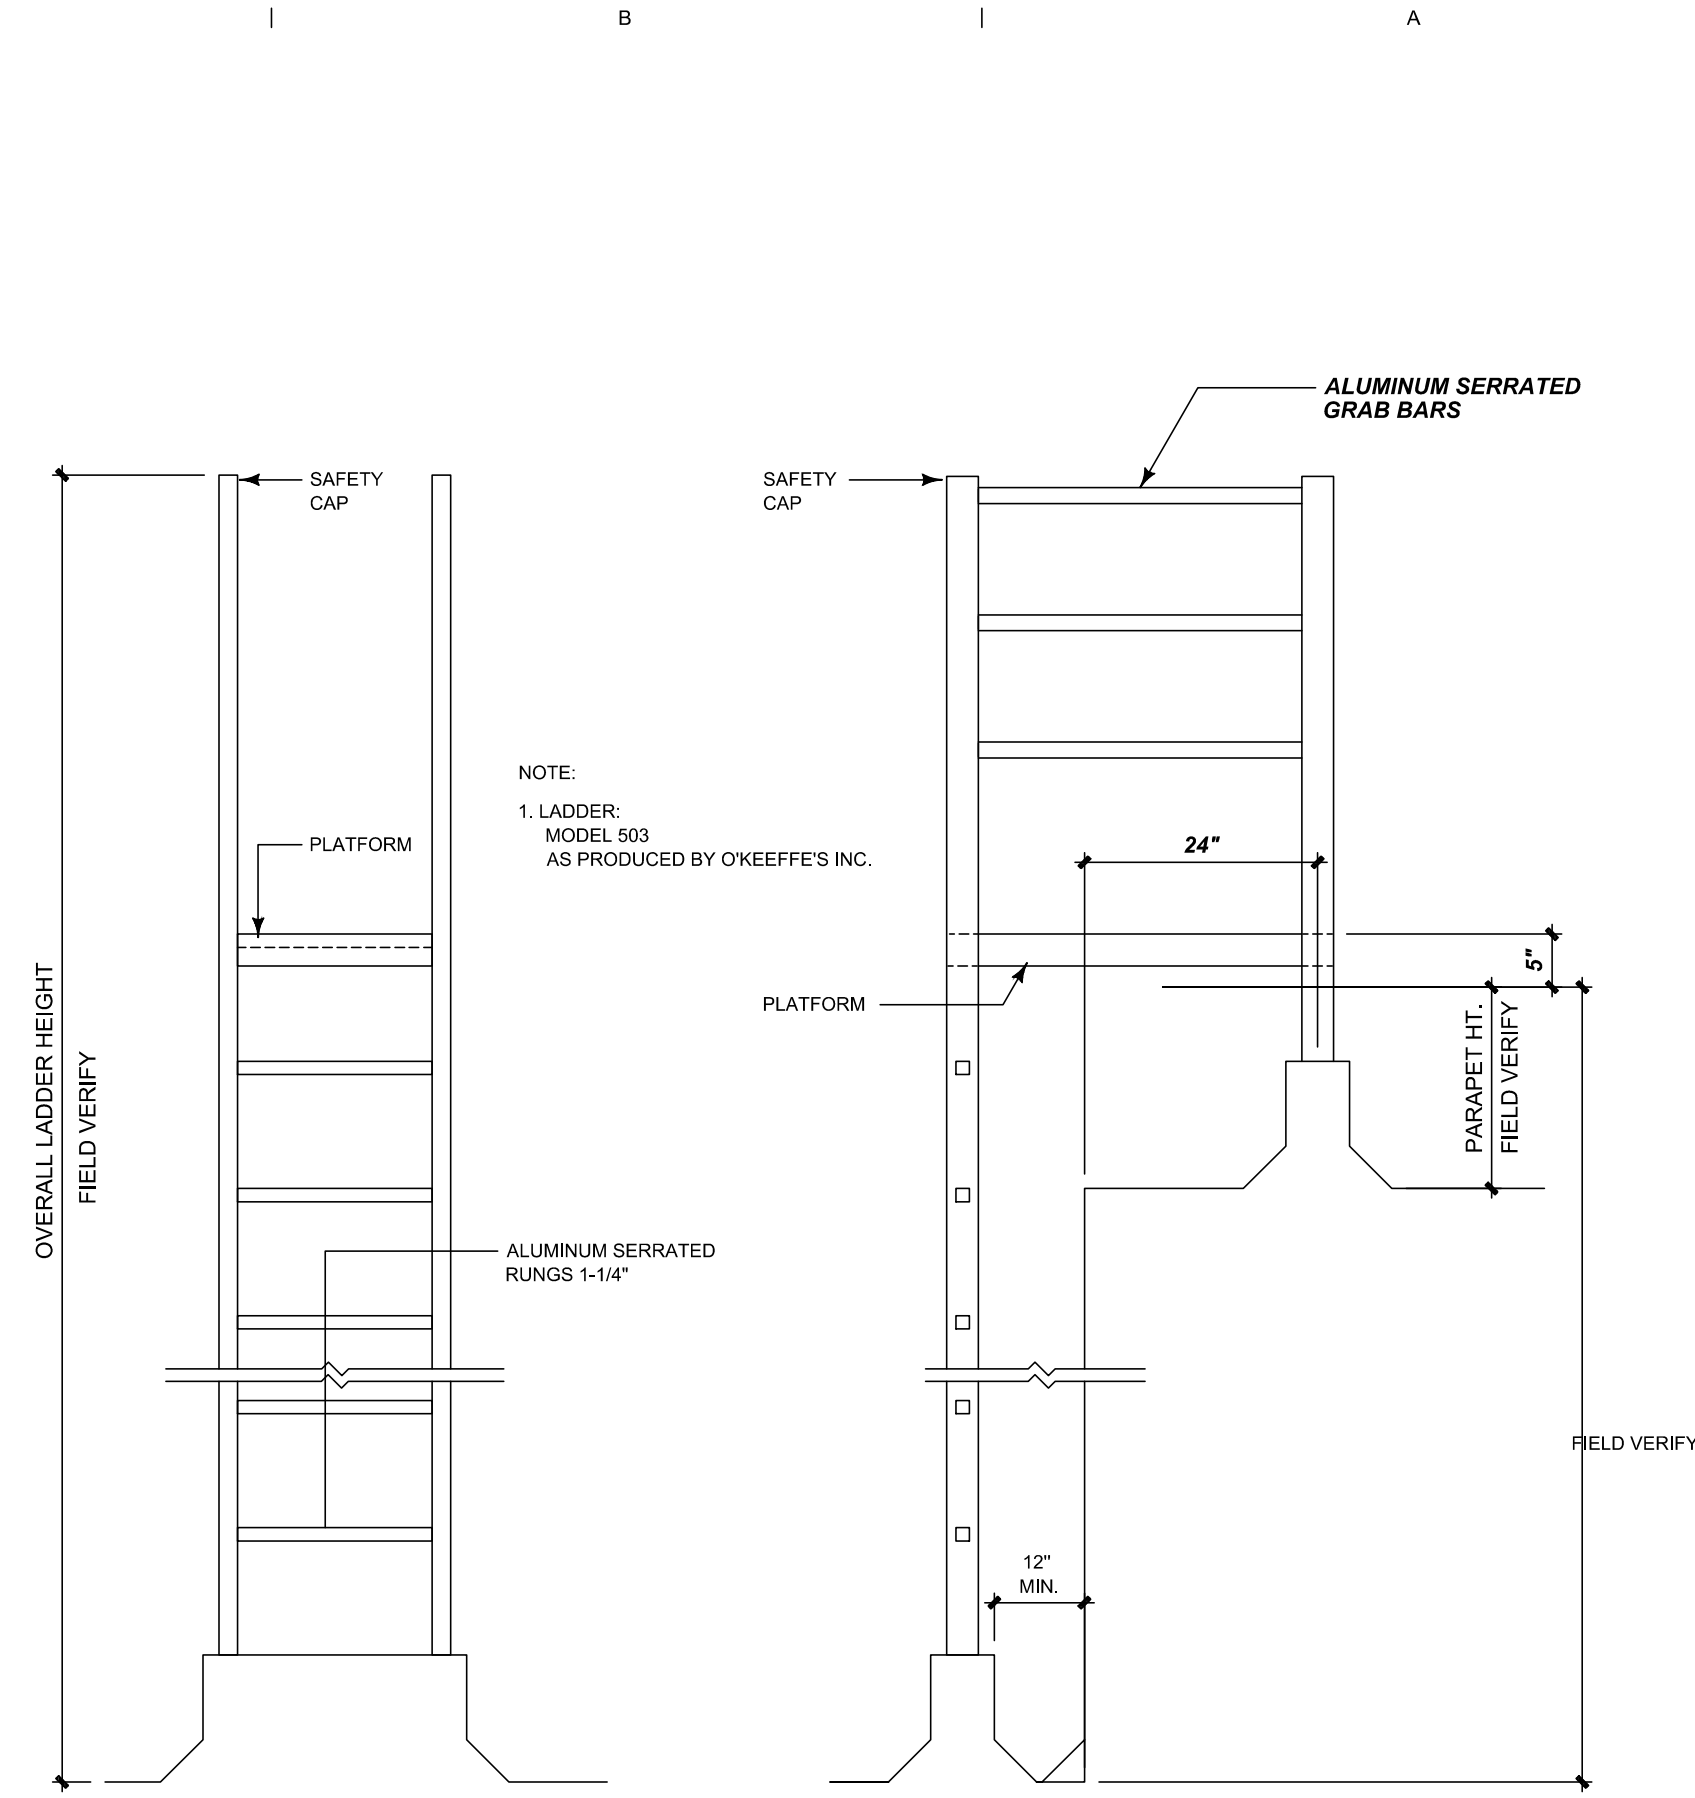 B
A
ALUMINUM SERRATED
GRAB BARS
SAFETY
CAP
SAFETY
CAP
NOTE:
1. LADDER:
MODEL 503
AS PRODUCED BY O'KEEFFE'S INC.
PLATFORM
24"
5"
PLATFORM
OVERALL LADDER HEIGHT
FIELD VERIFY
PARAPET HT.
FIELD VERIFY
ALUMINUM SERRATED
RUNGS 1-1/4"
FIELD VERIFY
12"
MIN.